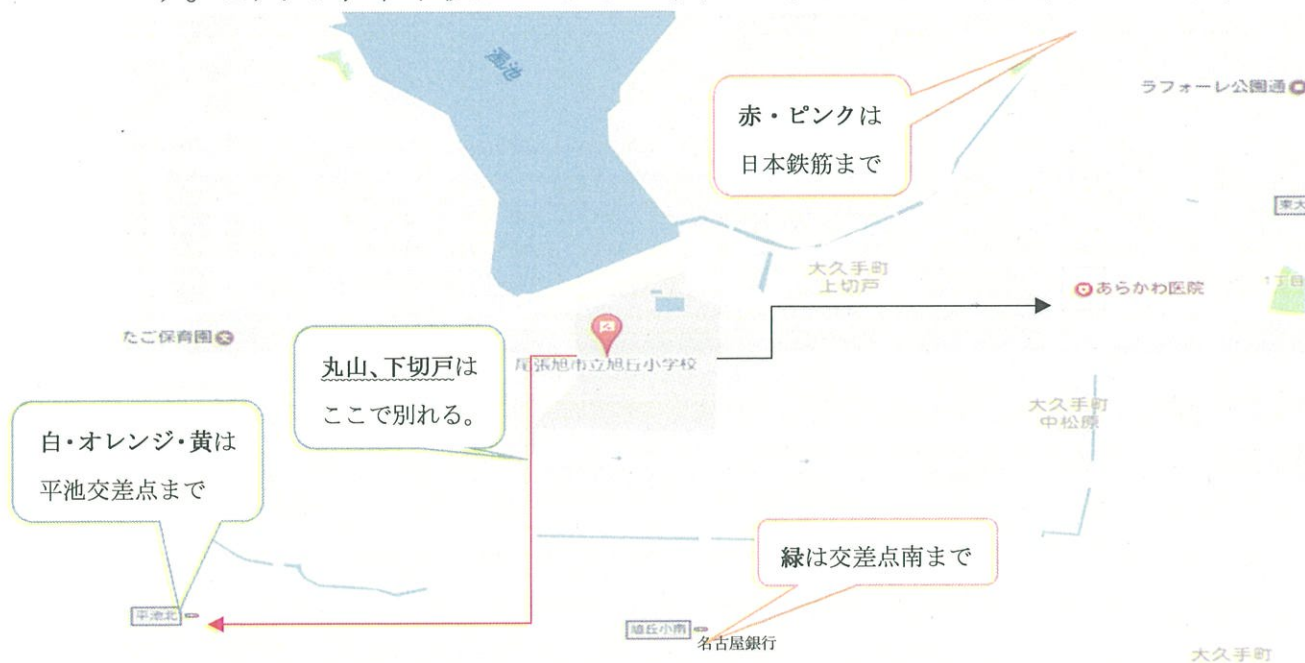 濁池
赤・ピンクは
日本鉄筋まで
ラフォーレ公園通
東大
大久手町
上切戸
あらかわ医院
1丁目
たご保育園
尾張旭市立旭丘小学校
丸山、下切戸は
ここで別れる。
大久手町
中松原
白・オレンジ・黄は
平池交差点まで
緑は交差点南まで
平池北
旭丘小南
名古屋銀行
大久手町